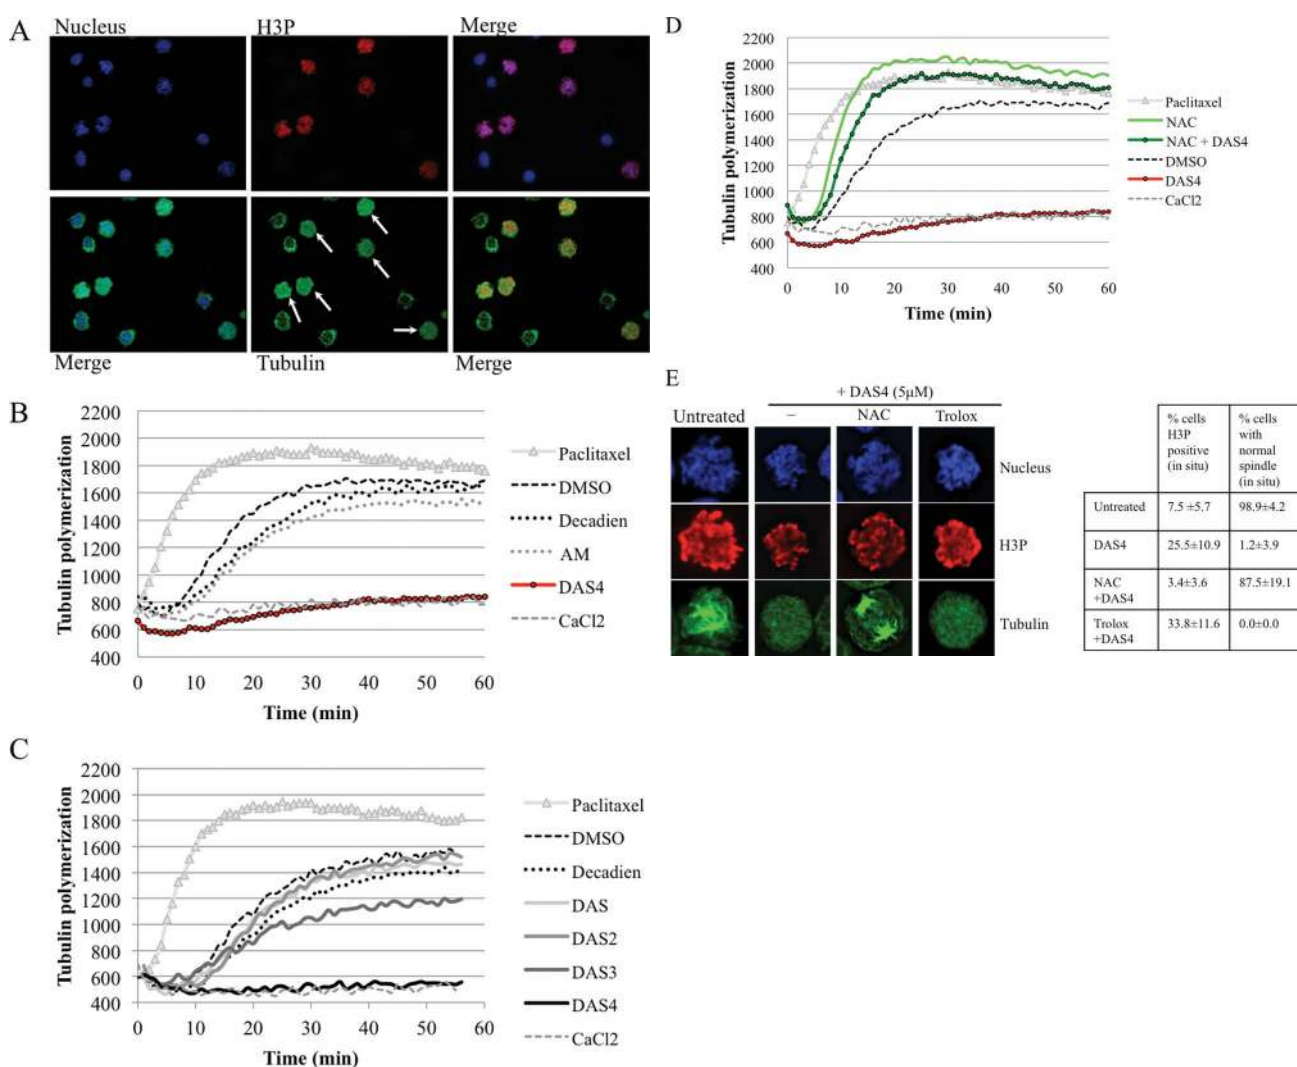 A
Nucleus H3P Merge
Merge Tubulin Merge
B
2200
2000
1800
1600
1400
1200
1000
800
600
400
Tubulin polymerization
0 10 20 30 40 50 60
Time (min)
Paclitaxel
DMSO
Decadien
AM
DAS4
CaCl2
C
2200
2000
1800
1600
1400
1200
1000
800
600
400
Tubulin polymerization
0 10 20 30 40 50 60
Time (min)
Paclitaxel
DMSO
Decadien
DAS
DAS2
DAS3
DAS4
CaCl2
D
2200
2000
1800
1600
1400
1200
1000
800
600
400
Tubulin polymerization
0 10 20 30 40 50 60
Time (min)
Paclitaxel
NAC
NAC + DAS4
DMSO
DAS4
CaCl2
E
+ DAS4 (5μM)
Untreated – NAC Trolox
Nucleus
H3P
Tubulin
% cells
H3P
positive
(in situ)
% cells
with
normal
spindle
(in situ)
Untreated 7.5 ±5.7 98.9±4.2
DAS4 25.5±10.9 1.2±3.9
NAC
+DAS4 3.4±3.6 87.5±19.1
Trolox
+DAS4 33.8±11.6 0.0±0.0